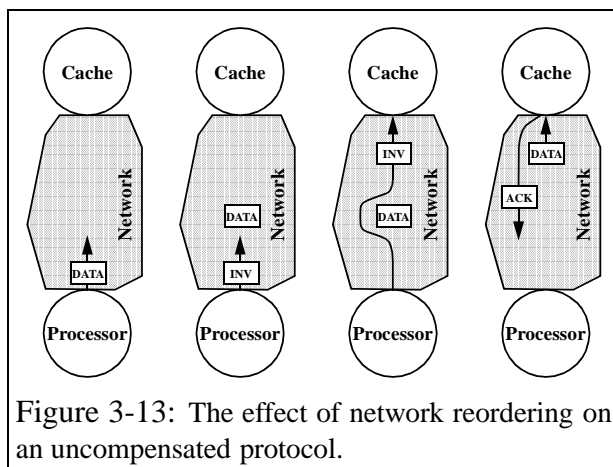 Cache
Network
DATA
Processor
Cache
Network
DATA
INV
Processor
Cache
Network
INV
DATA
Processor
Cache
Network
DATA
ACK
Processor
Figure 3-13: The effect of network reordering on
an uncompensated protocol.